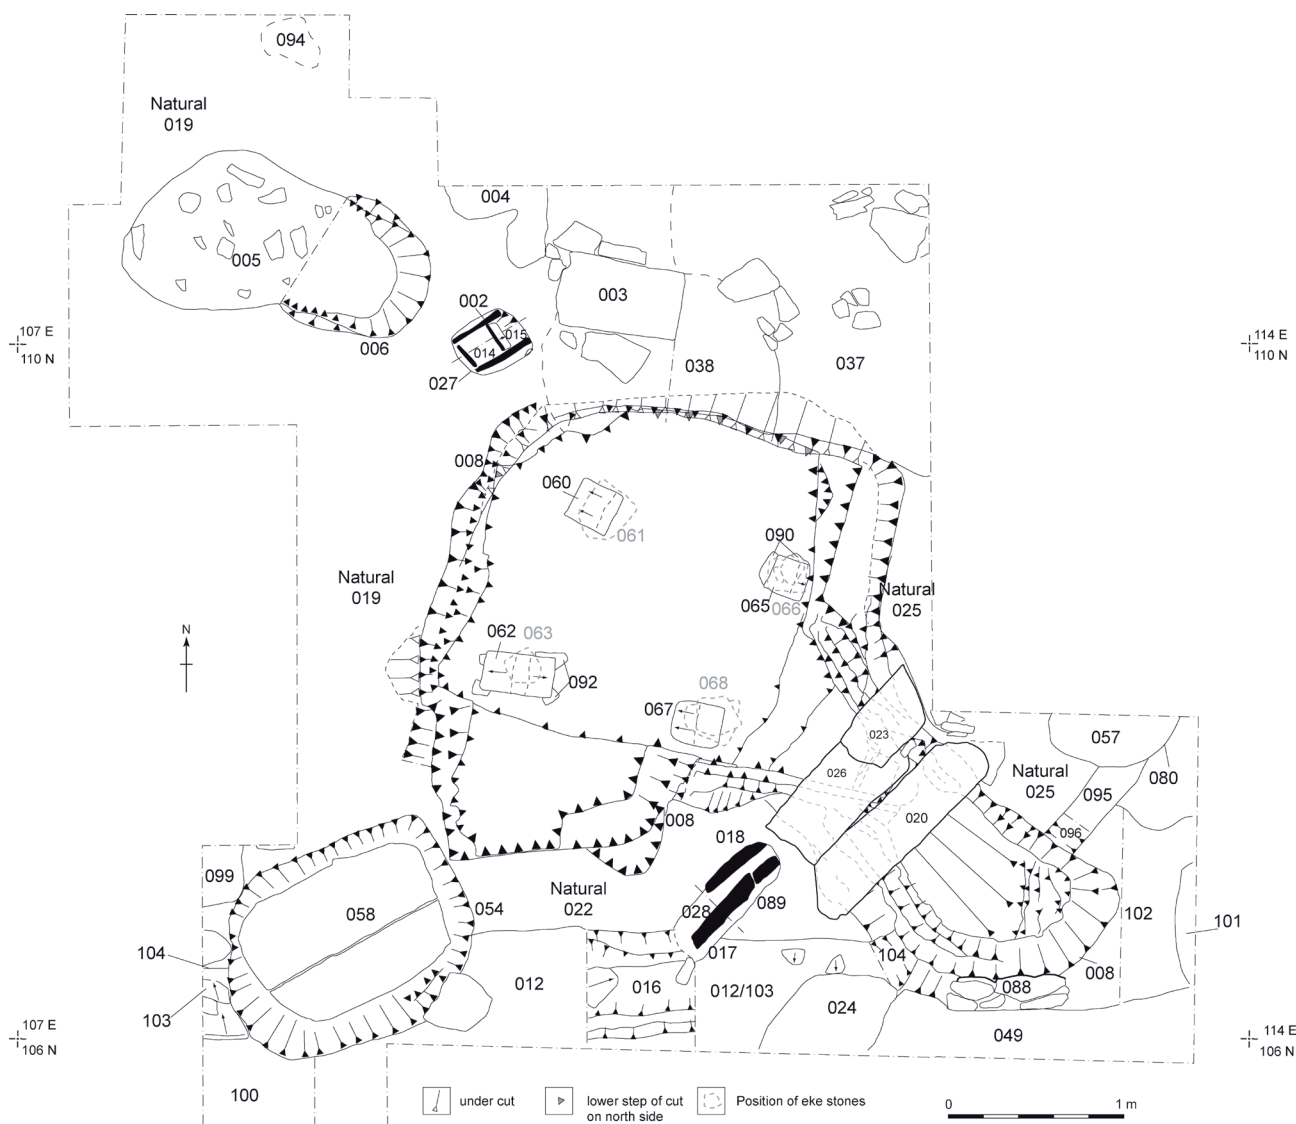 094
Natural
019
004
005
003
002
015
014
107 E
110 N
114 E
110 N
006
027
038
037
008
060
061
090
Natural
019
Natural
025
065
066
N
062
063
092
068
067
023
057
026
Natural
025
080
095
020
008
096
018
099
058
054
Natural
022
028
089
102
101
104
017
104
008
012
016
012/103
088
103
024
107 E
106 N
049
114 E
106 N
100
under cut
lower step of cut
on north side
Position of eke stones
0
1 m